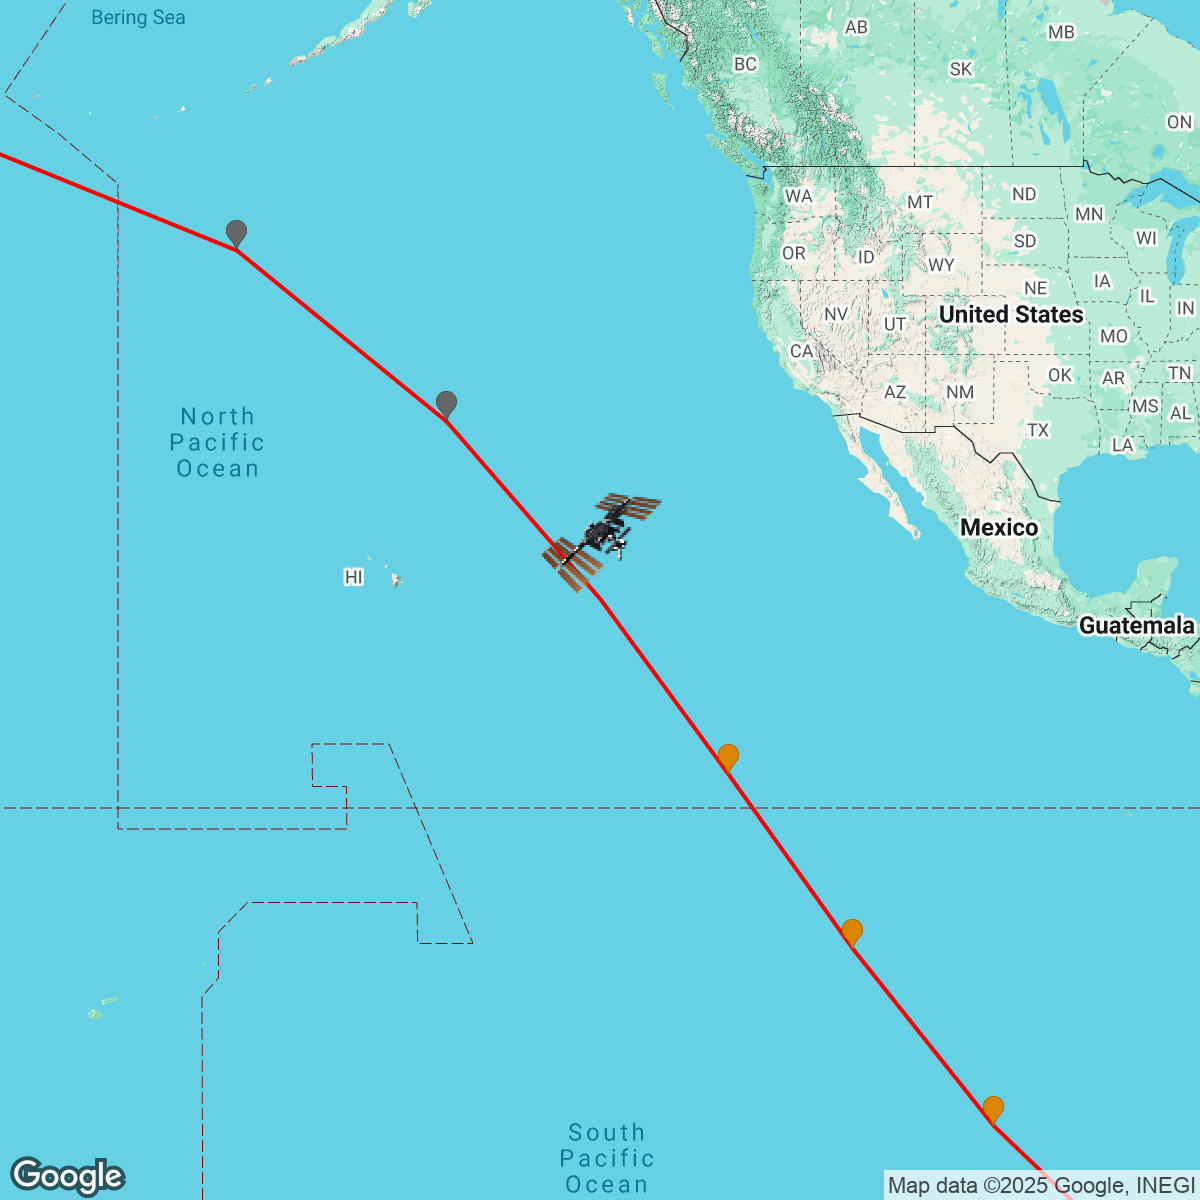 Bering Sea
AB
MB
BC
SK
ON
WA
MT
ND
MN
OR
ID
SD
WI
WY
NE
IA
IL
IN
NV
UT
United States
MO
CA
OK
AR
TN
AZ
NM
MS
AL
TX
LA
North
Pacific
Ocean
Mexico
HI
Guatemala
South
Pacific
Ocean
Google
Map data ©2025 Google, INEGI